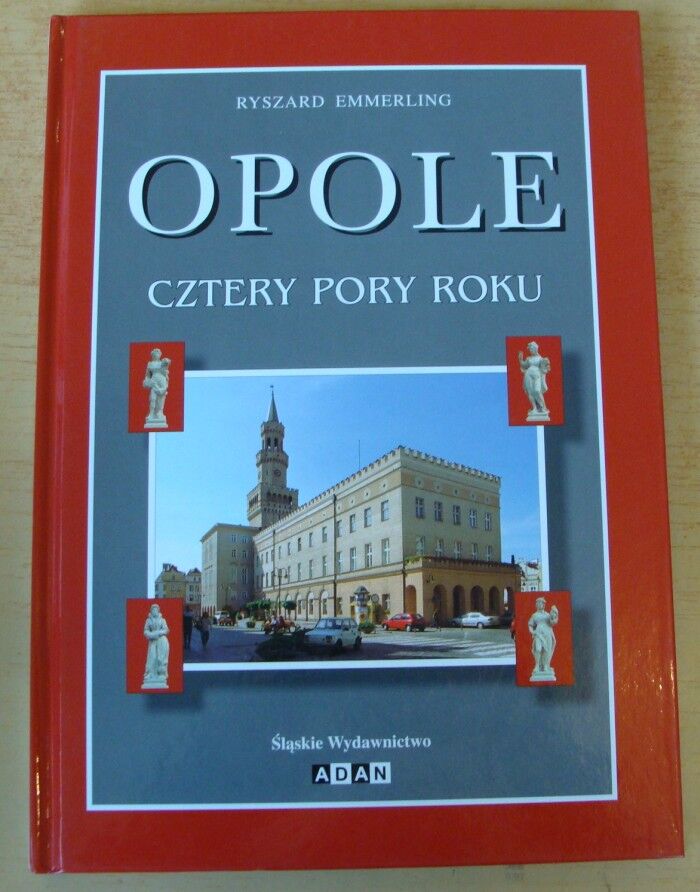 RYSZARD EMMERLING
OPOLE
CZTERY PORY ROKU
Śląskie Wydawnictwo
ADAN